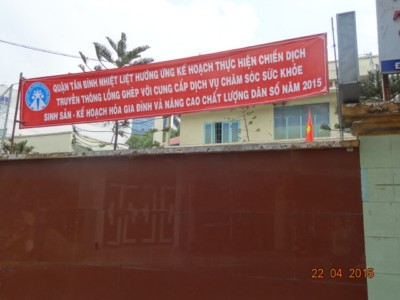 QUẬN TÂN BÌNH NHIỆT LIỆT HƯỞNG ỨNG KẾ HOẠCH THỰC HIỆN CHIẾN DỊCH
TRUYỀN THÔNG LỒNG GHÉP VỚI CUNG CẤP DỊCH VỤ CHĂM SÓC SỨC KHỎE
SINH SẢN - KẾ HOẠCH HÓA GIA ĐÌNH VÀ NÂNG CAO CHẤT LƯỢNG DÂN SỐ NĂM 2015
22 04 2015